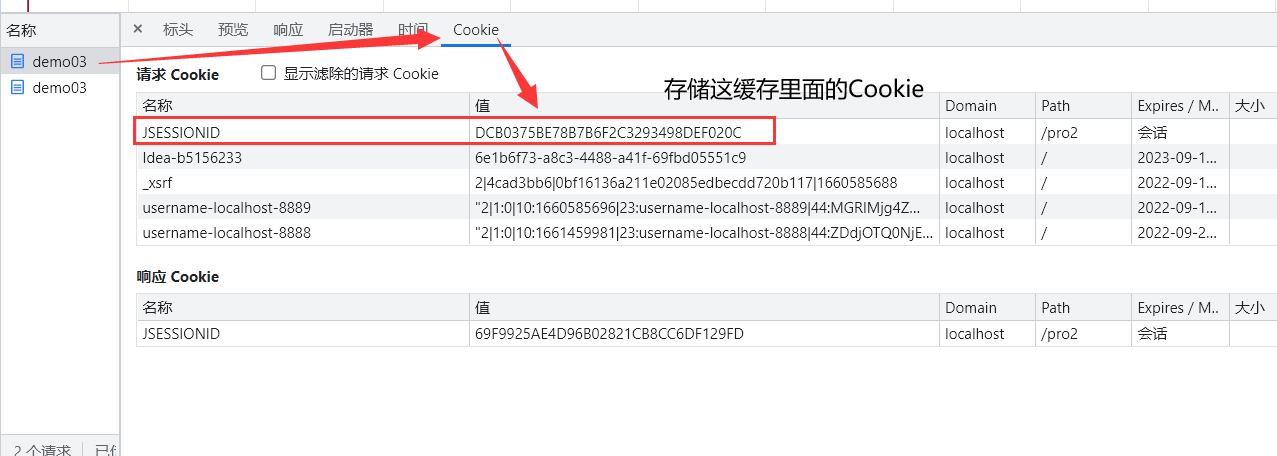 名称
demo03
demo03
2 个请求
× 标头 预览 响应 启动器 时间 Cookie
请求 Cookie 显示滤除的请求 Cookie
存储这缓存里面的Cookie
名称 值 Domain Path Expires / M... 大小
JSESSIONID DCB0375BE78B7B6F2C3293498DEF020C localhost /pro2 会话
Idea-b5156233 6e1b6f73-a8c3-4488-a41f-69fbd05551c9 localhost / 2023-09-1...
_xsrf 2|4cad3bb6|0bf16136a211e02085edbecdd720b117|1660585688 localhost / 2022-09-1...
username-localhost-8889 "2|1:0|10:1660585696|23:username-localhost-8889|44:MGRlMjg4Z... localhost / 2022-09-1...
username-localhost-8888 "2|1:0|10:1661459981|23:username-localhost-8888|44:ZDdjOTQ0NjE... localhost / 2022-09-2...
响应 Cookie
名称 值 Domain Path Expires / M... 大小
JSESSIONID 69F9925AE4D96B02821CB8CC6DF129FD localhost /pro2 会话